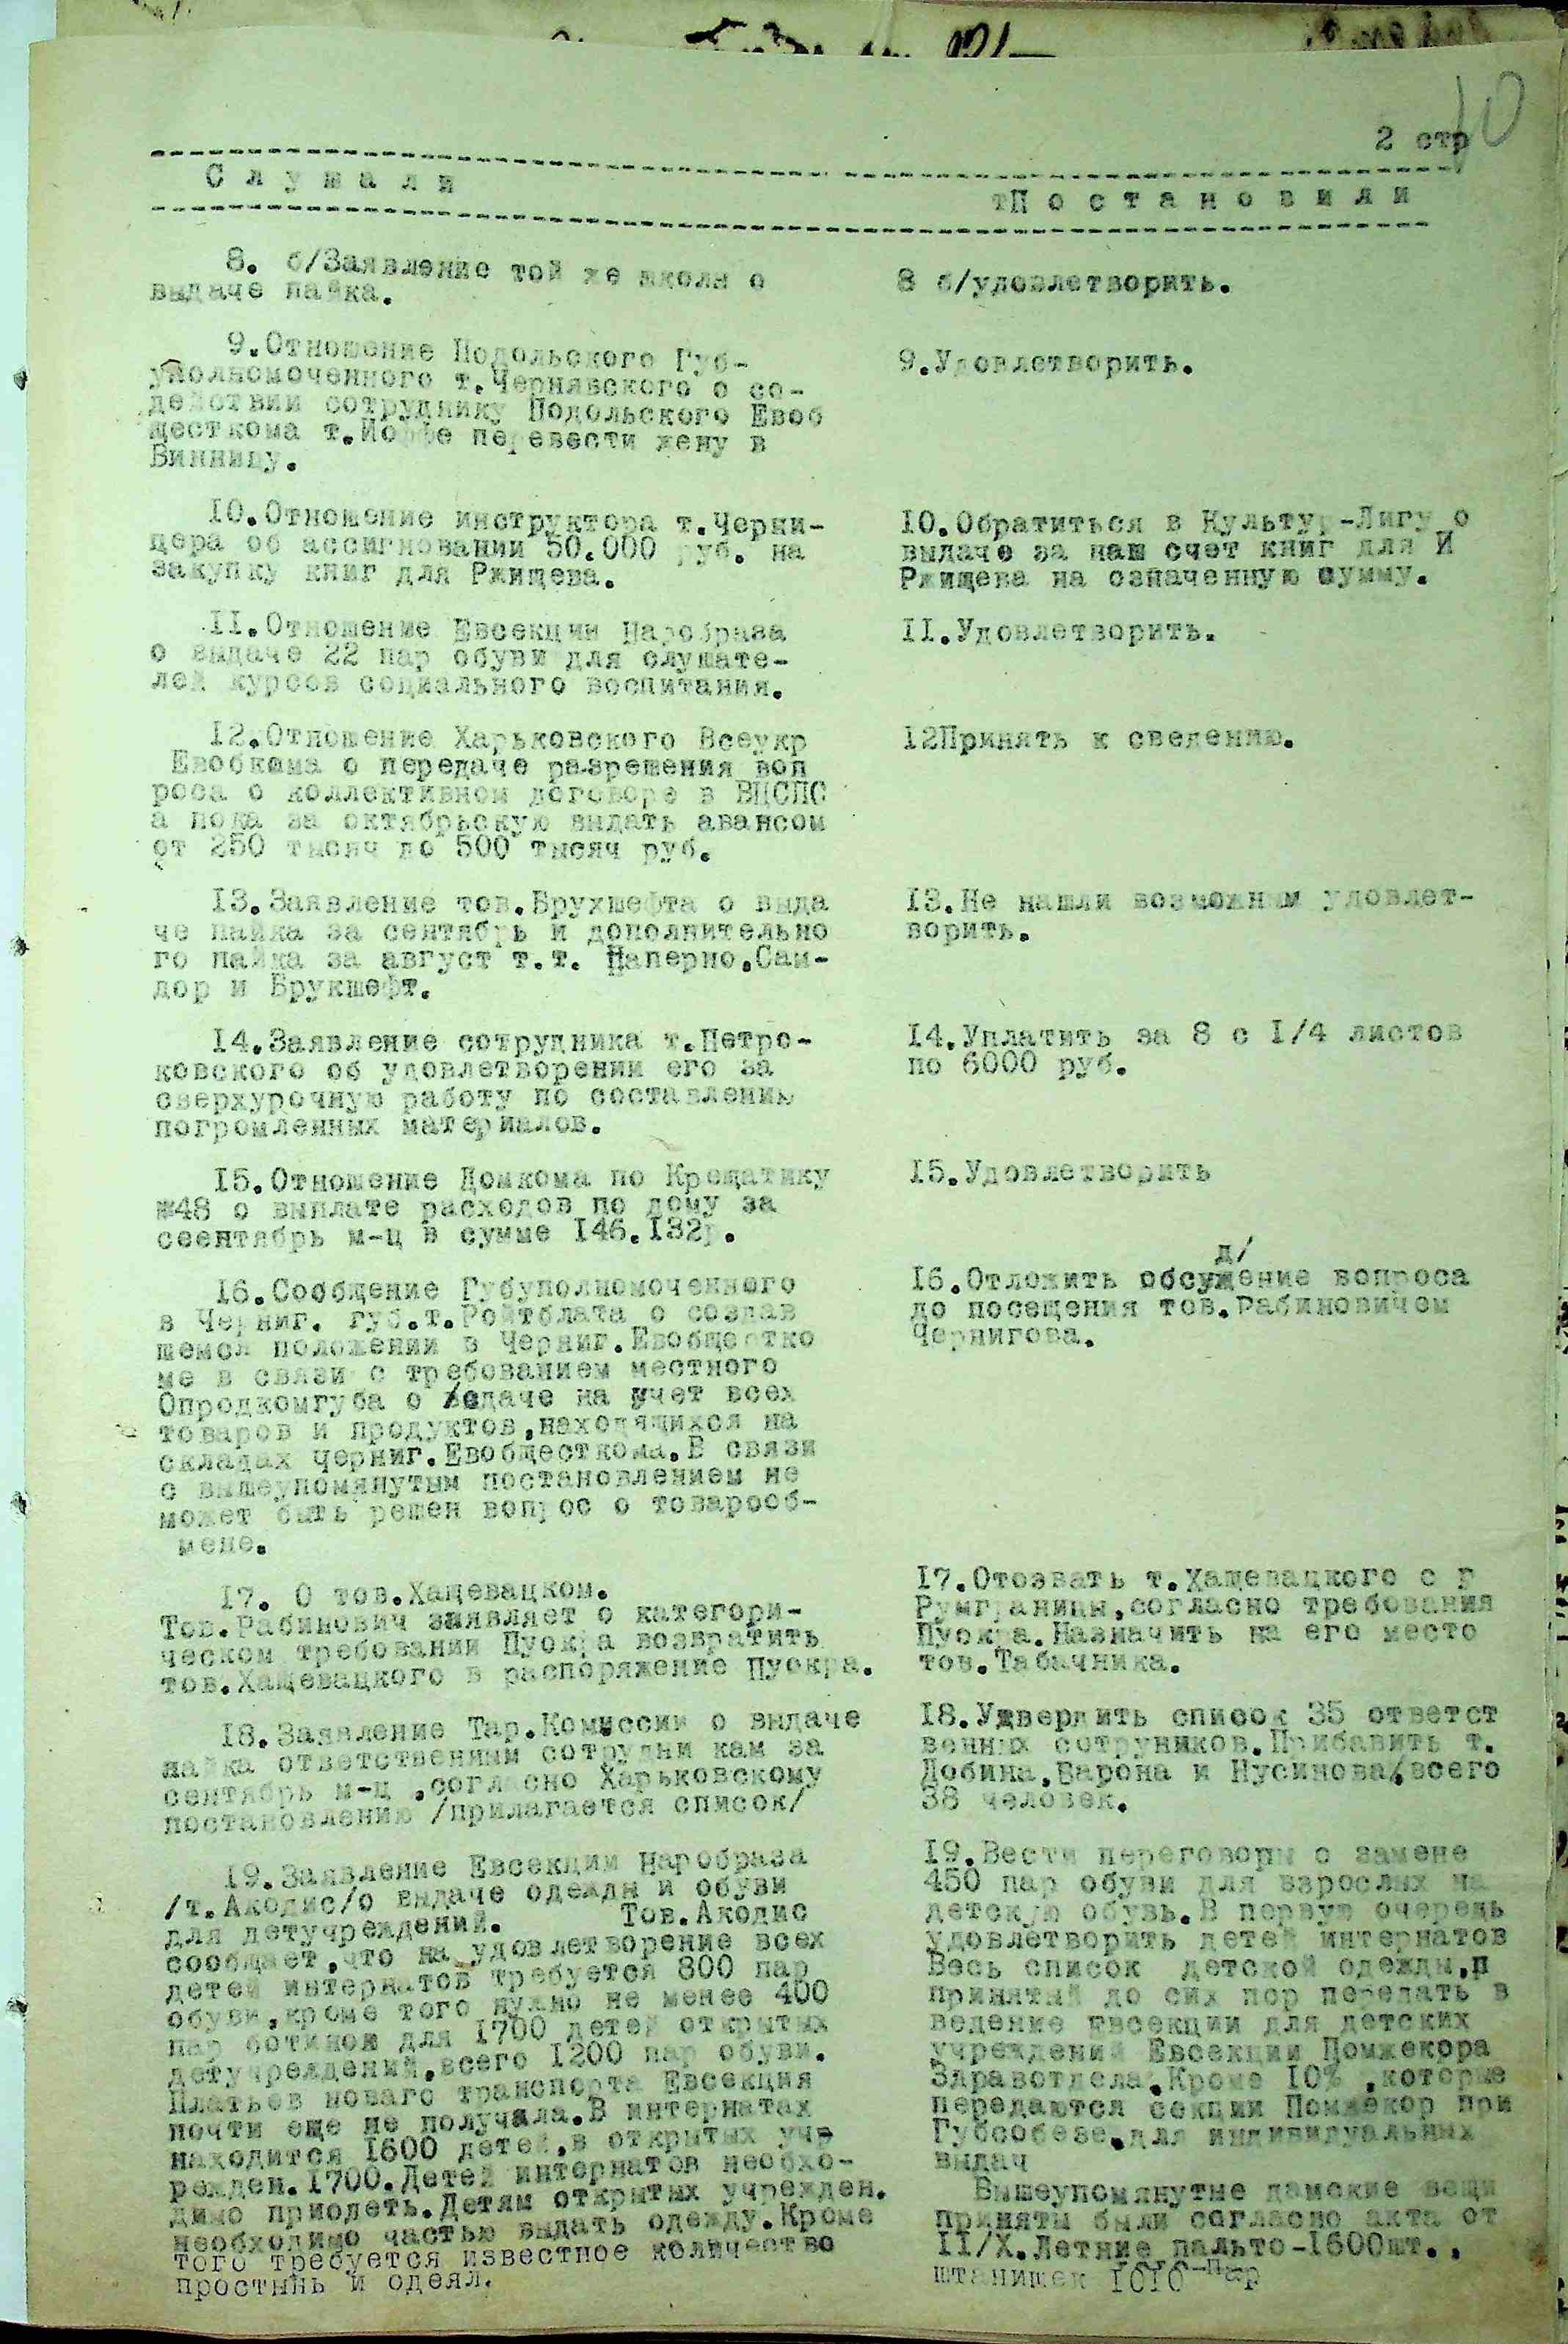 10
2 стр
Слушали
тПостановили
8. б/Заявление той же школы о
выдаче пайка.
8 б/удовлетворить.
9.Отношение Подольского Губ-
уполномоченного т.Чернявского о со-
действии сотруднику Подольского Евоб
щесткома т.Йоффе перевести жену в
Винницу.
9.Удовлетворить.
10.Отношение инструктора т.Черни-
цера об ассигновании 50.000 руб. на
закупку книг для Ржищева.
10.Обратиться в Культур-Лигу о
выдаче за наш счет книг для И
Ржищева на означенную сумму.
11.Отношение Евсекции Наробраза
о выдаче 22 пар обуви для слушате-
лей курсов социального воспитания.
11.Удовлетворить.
12.Отношение Харьковского Всеукр
Евобкома о передаче разрешения воп
роса о коллективном договоре в ВЦСПС
а пока за октябрьскую выдать авансом
от 250 тысяч до 500 тысяч руб.
12Принять к сведению.
13.Заявление тов.Брухшефта о выда
че пайка за сентябрь и дополнительно
го пайка за август т.т. Паперно.Сан-
дор и Брукшефт.
13.Не нашли возможным удовлет-
ворить.
14.Заявление сотрудника т.Петро-
ковского об удовлетворении его за
сверхурочную работу по составлению
погромленных материалов.
14.Уплатить за 8 с 1/4 листов
по 6000 руб.
15.Отношение Домкома по Крещатику
№48 о выплате расходов по дому за
сеентябрь м-ц в сумме 146.132р.
15.Удовлетворить
16.Сообщение Губуполномоченного
в Черниг. губ.т.Ройтблата о создав
шемся положении в Черниг.Евобщестко
ме в связи с требованием местного
Опродкомгуба о сдаче на учет всех
товаров и продуктов,находящихся на
складах черниг.Евобщесткома.В связи
с вышеупомянутым постановлением не
может быть решен вопрос о товарооб-
мене.
д/
16.Отложить обсужение вопроса
до посещения тов.Рабиновичем
Чернигова.
17. О тов.Хащевацком.
Тов.Рабинович заявляет о категори-
ческом требовании Пуокра возвратить
тов.Хащевацкого в распоряжение Пуокра.
17.Отозвать т.Хащевацкого с р
Румграницы,согласно требования
Пуокра.Назначить на его место
тов.Табачника.
18.Заявление Тар.Комиссии о выдаче
пайка ответственным сотрудни кам за
сентябрь м-ц ,согласно Харьковскому
постановлению /прилагается список/
18.Утвердить список 35 ответст
венных сотруников.Прибавить т.
Добина,Барона и Нусинова,всего
38 человек.
19.Заявление Евсекции Наробраза
/т.Акодис/о выдаче одежды и обуви
для детучреждений. Тов.Акодис
сообщает,что на удовлетворение всех
детей интернатов требуется 800 пар
обуви,кроме того нужно не менее 400
пар ботинок для 1700 детей открытых
детучреждений,всего 1200 пар обуви.
Платьев новаго транспорта Евсекция
почти еще не получала.В интернатах
находится 1600 детей,в открытых учр
режден.1700.Детей интернатов необхо-
димо приодеть.Детям открытых учрежден.
необходимо частью выдать одежду.Кроме
того требуется известное количество
простынь и одеял.
19.Вести переговоры о замене
450 пар обуви для взрослых на
детскую обувь.В первую очередь
удовлетворить детей интернатов
Весь список детской одежды,п
принятый до сих пор передать в
ведение Евсекции для детских
учреждений Евсекции Помжекора
Здравотдела.Кроме 10% ,которые
передаются секции Помжекор при
Губсобезе,для индивидуальных
выдач
Вышеупомянутые дамские вещи
приняты были согласно акта от
11/X.Летние пальто-1600шт.,
штанишек 1010-пар